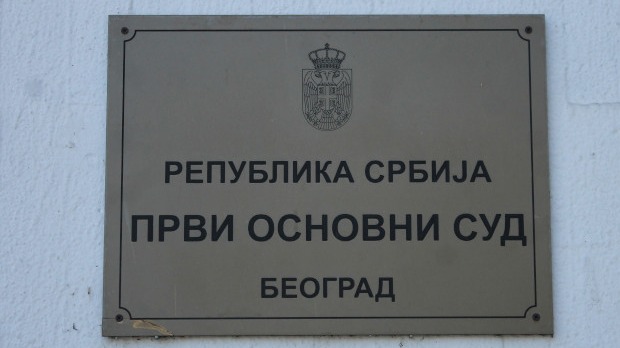 РЕПУБЛИКА СРБИЈА
ПРВИ ОСНОВНИ СУД
БЕОГРАД